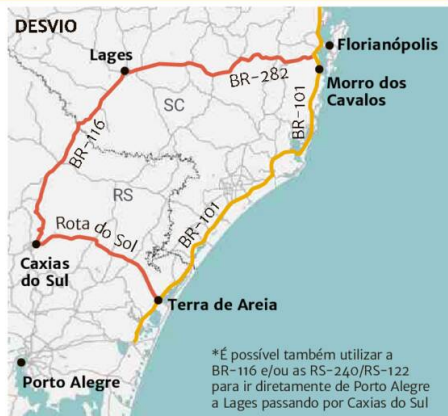 DESVIO
Florianópolis
Lages
BR-282
Morro dos
Cavalos
SC
BR-101
BR-116
RS
Rota do Sol
BR-101
Caxias
do Sul
Terra de Areia
*É possível também utilizar a
BR-116 e/ou as RS-240/RS-122
para ir diretamente de Porto Alegre
a Lages passando por Caxias do Sul
Porto Alegre